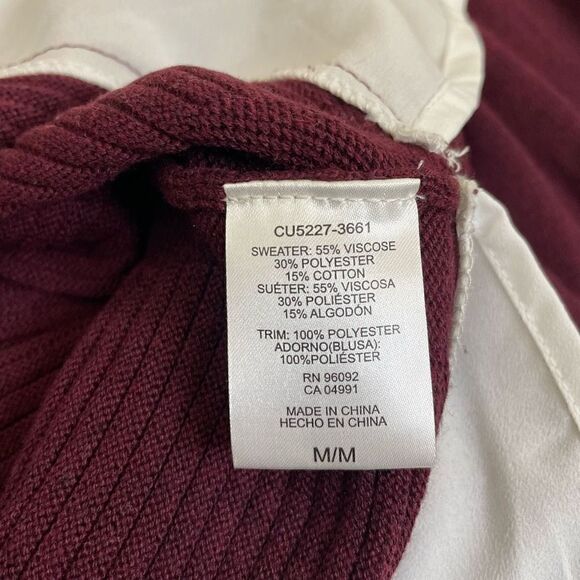 CU5227-3661
SWEATER: 55% VISCOSE
30% POLYESTER
15% COTTON
SUÉTER: 55% VISCOSA
30% POLIÉSTER
15% ALGODÓN
TRIM: 100% POLYESTER
ADORNO(BLUSA):
100%POLIÉSTER
RN 96092
CA 04991
MADE IN CHINA
HECHO EN CHINA
M/M